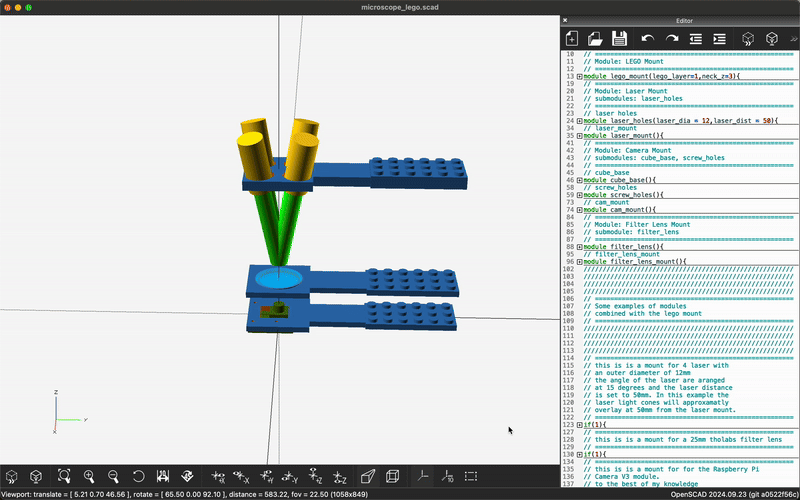 microscope_lego.scad
Editor
10 // ==================================================
11 // Module: LEGO Mount
12 // ==================================================
13 module lego_mount(lego_layer=1,neck_z=3){
19 // ==================================================
20 // Module: Laser Mount
21 // submodules: laser_holes
22 // ==================================================
23 // laser holes
24 module laser_holes(laser_dia = 12,laser_dist = 50){
34 // laser_mount
35 module laser_mount(){
41 // ==================================================
42 // Module: Camera Mount
43 // submodules: cube_base, screw_holes
44 // ==================================================
45 // cube_base
46 module cube_base(){
58 // screw_holes
59 module screw_holes(){
73 // cam_mount
74 module cam_mount(){
84 // ==================================================
85 // Module: Filter Lens Mount
86 // submodule: filter_lens
87 // ==================================================
88 module filter_lens(){
95 // filter_lens_mount
96 module filter_lens_mount(){
102 //////////////////////////////////////////////////////
103 //////////////////////////////////////////////////////
104 //////////////////////////////////////////////////////
105 //////////////////////////////////////////////////////
106 // ==================================================
107 // Some examples of modules
108 // combined with the lego mount
109 // ==================================================
110 //////////////////////////////////////////////////////
111 //////////////////////////////////////////////////////
112 //////////////////////////////////////////////////////
113 //////////////////////////////////////////////////////
114 // ==================================================
115 // this is is a mount for 4 laser with
116 // an outer diameter of 12mm
117 // the angle of the laser are aranged
118 // at 15 degrees and the laser distance
119 // is set to 50mm. In this example the
120 // laser light cones will approxamatly
121 // overlay at 50mm from the laser mount.
122 // ==================================================
123 if(1){
127 // ==================================================
128 // this is a mount for a 25mm tholabs filter lens
129 // ==================================================
130 if(1){
134 // ==================================================
135 // this is is a mount for for the Raspberry Pi
136 // Camera V3 module.
137 // to the best of my knowledge
z
y
x
Viewport: translate = [ 5.21 0.70 46.56 ], rotate = [ 65.50 0.00 92.10 ], distance = 583.22, fov = 22.50 (1058x849)
OpenSCAD 2024.09.23 (git a0522f56c)